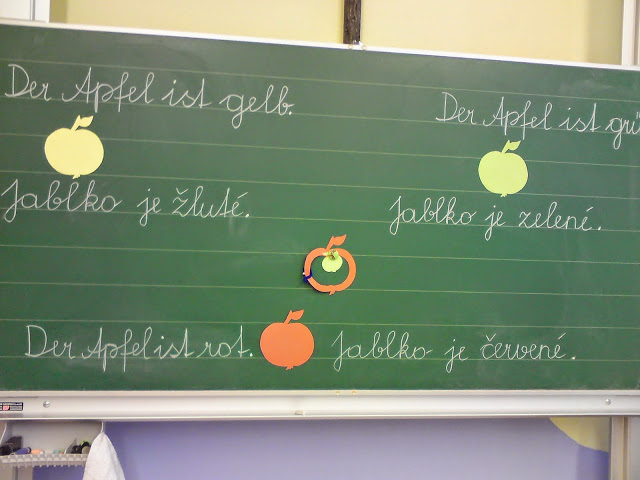 Der Apfel ist gelb.
Jablko je žluté.
Der Apfel ist grü
Jablko je zelené.
Der Apfel ist rot. Jablko je červené.